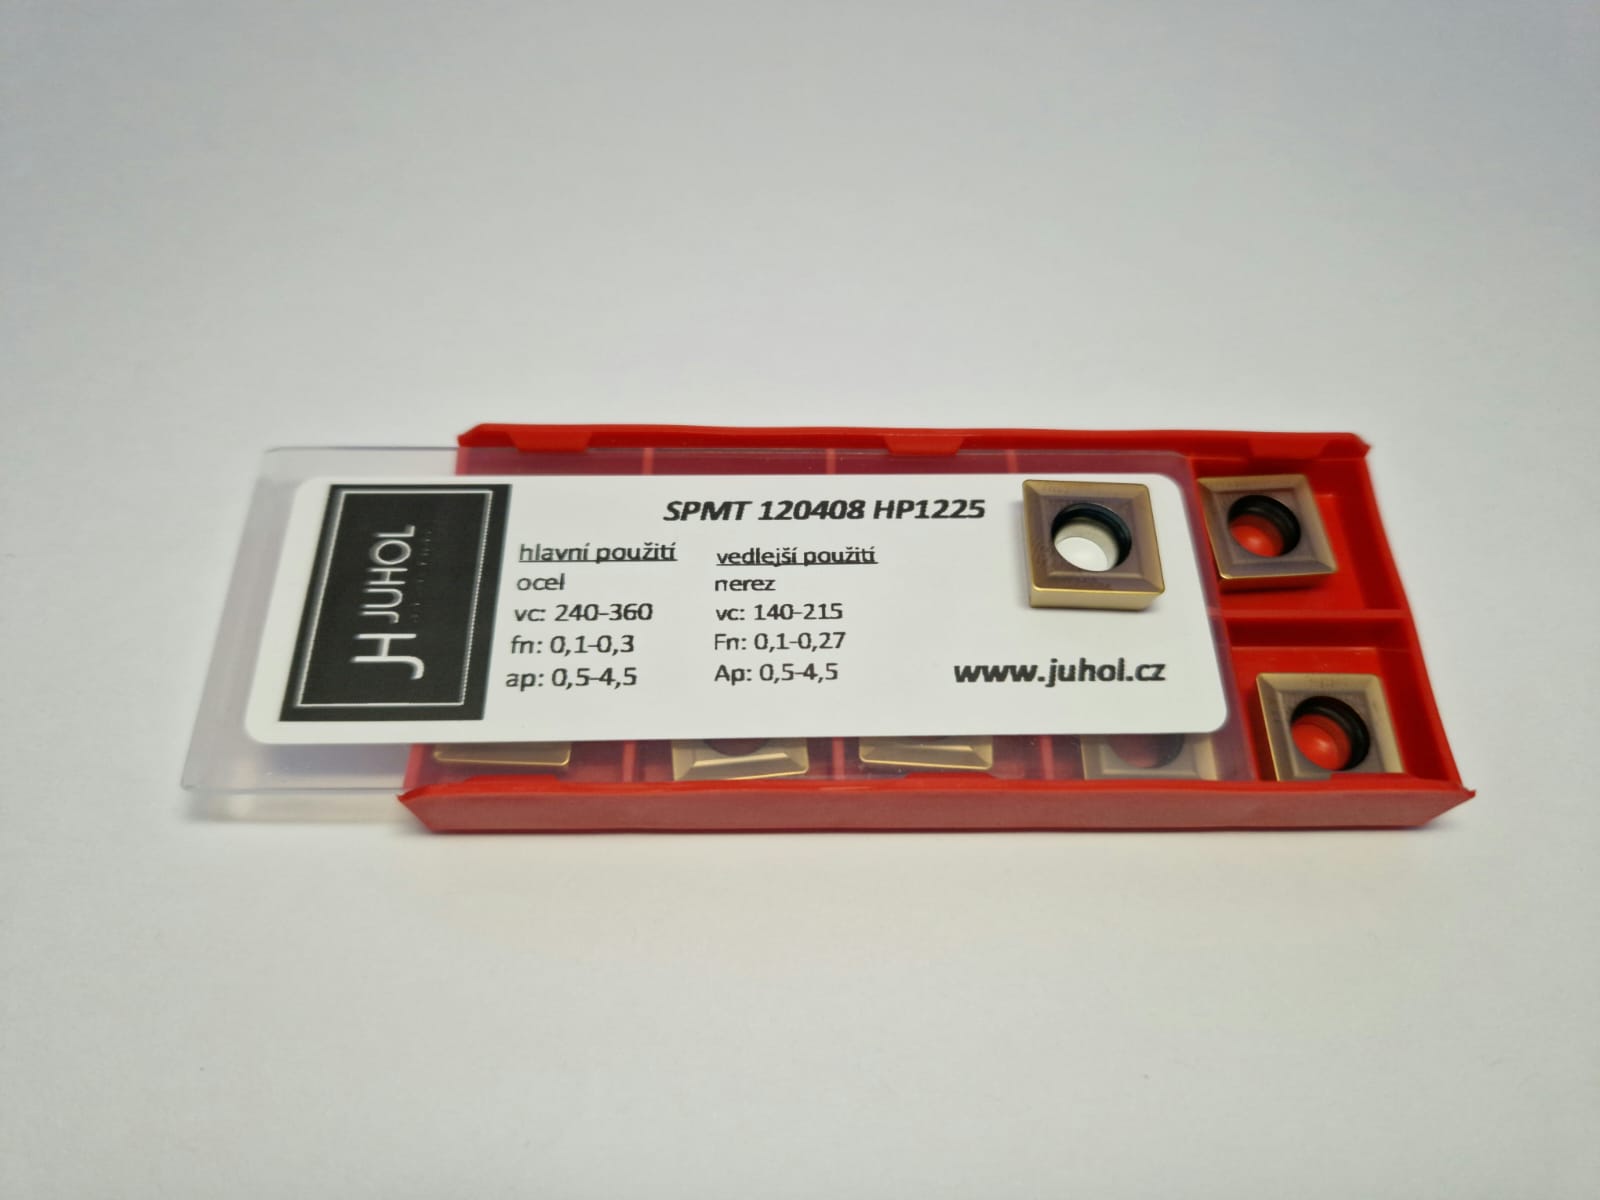 JUHOL
SPMT 120408 HP1225
hlavní použití
ocel
vc: 240-360
fn: 0,1-0,3
ap: 0,5-4,5
vedlejší použití
nerez
vc: 140-215
Fn: 0,1-0,27
Ap: 0,5-4,5
www.juhol.cz